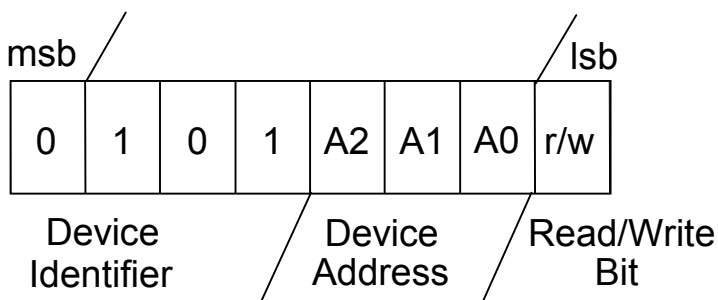 msb lsb
0 1 0 1 A2 A1 A0 r/w
Device Device Read/Write
Identifier Address Bit